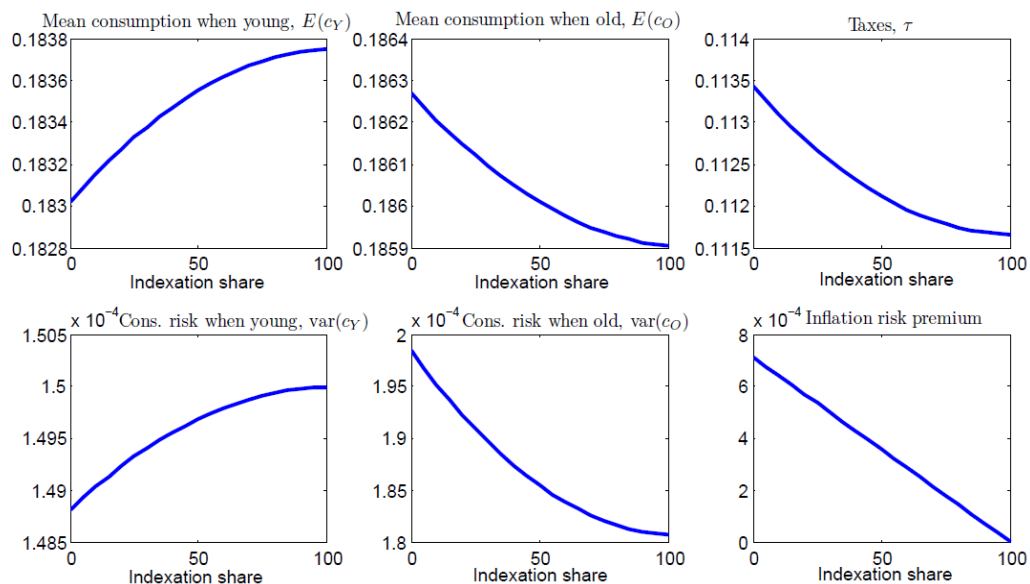 Mean consumption when young, E(c_Y)
0.1838
0.1836
0.1834
0.1832
0.183
0.1828
0 50 100
Indexation share
Mean consumption when old, E(c_O)
0.1864
0.1863
0.1862
0.1861
0.186
0.1859
0 50 100
Indexation share
Taxes, τ
0.114
0.1135
0.113
0.1125
0.112
0.1115
0 50 100
Indexation share
x 10^-4 Cons. risk when young, var(c_Y)
1.505
1.5
1.495
1.49
1.485
0 50 100
Indexation share
x 10^-4 Cons. risk when old, var(c_O)
2
1.95
1.9
1.85
1.8
0 50 100
Indexation share
x 10^-4 Inflation risk premium
8
6
4
2
0
0 50 100
Indexation share